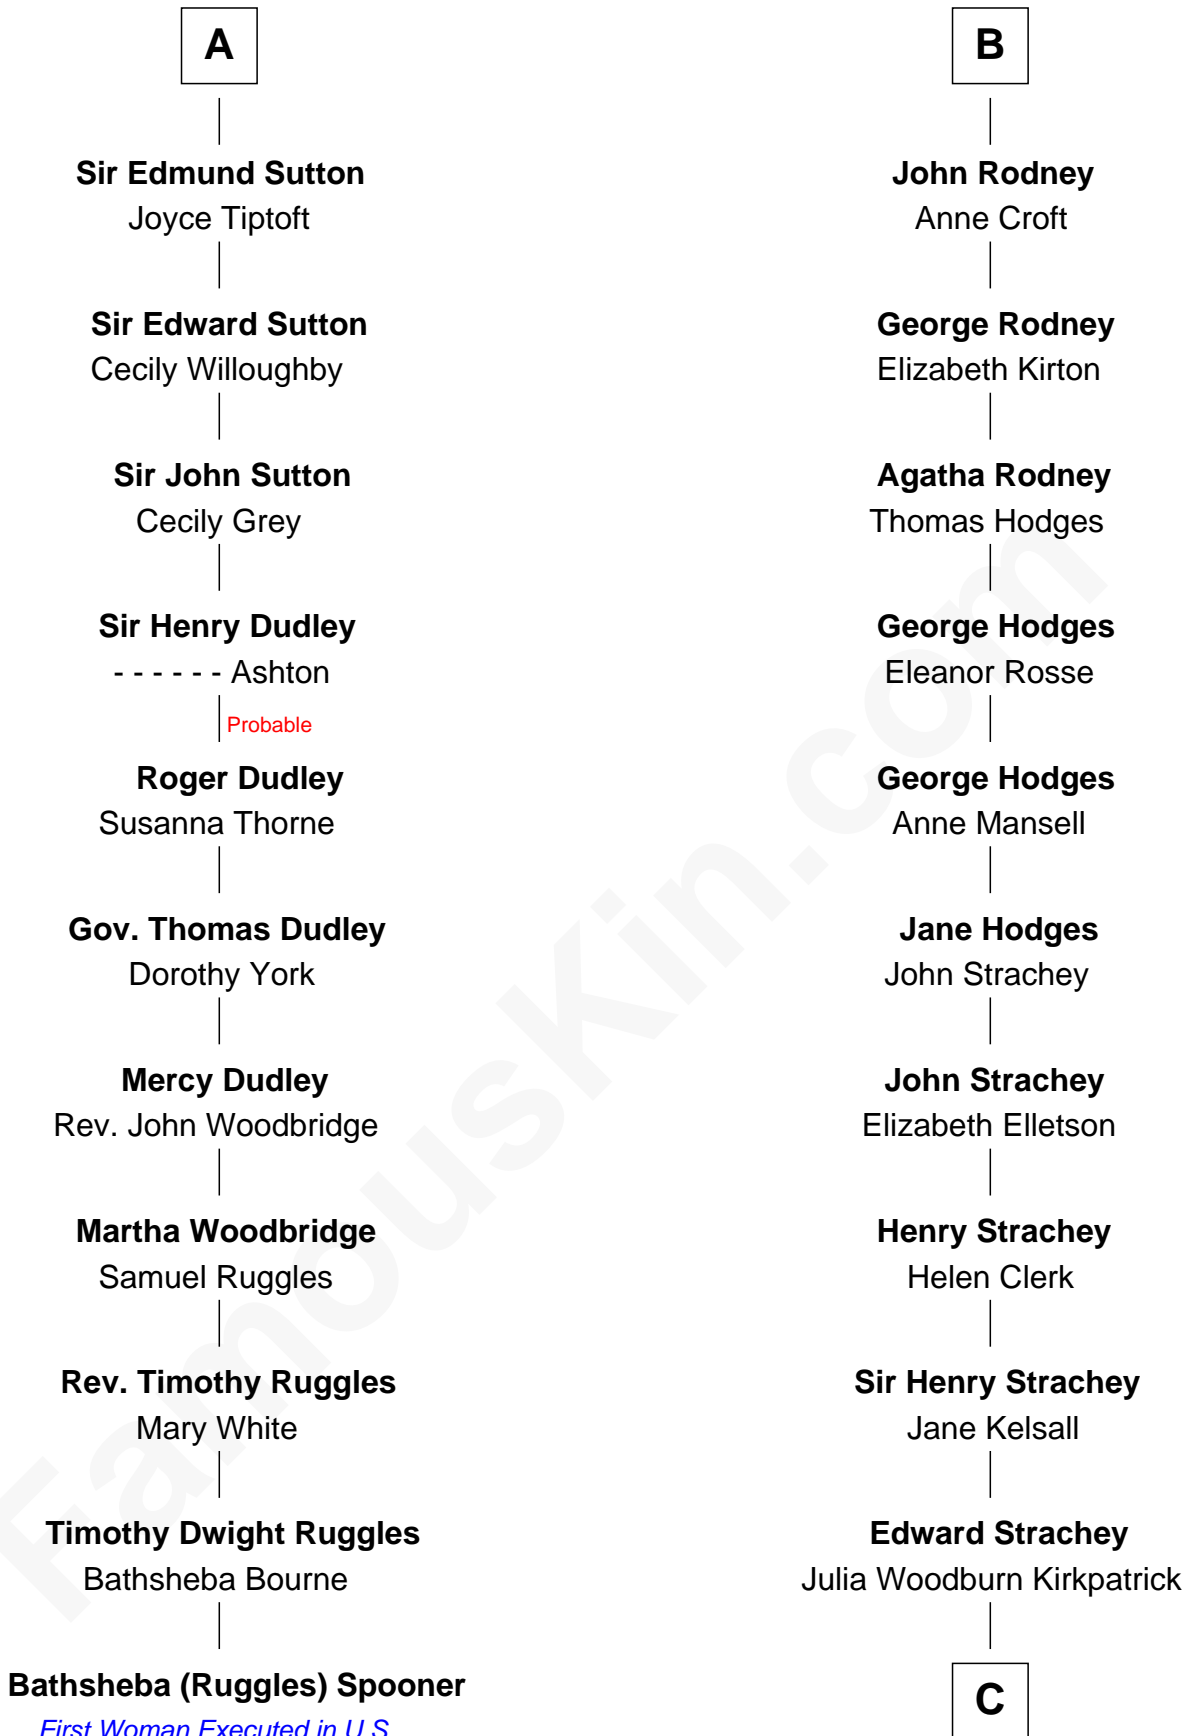 A
Sir Edmund Sutton
Joyce Tiptoft
Sir Edward Sutton
Cecily Willoughby
Sir John Sutton
Cecily Grey
Sir Henry Dudley
- - - - - - Ashton
Probable
Roger Dudley
Susanna Thorne
Gov. Thomas Dudley
Dorothy York
Mercy Dudley
Rev. John Woodbridge
Martha Woodbridge
Samuel Ruggles
Rev. Timothy Ruggles
Mary White
Timothy Dwight Ruggles
Bathsheba Bourne
Bathsheba (Ruggles) Spooner
First Woman Executed in U.S.
B
John Rodney
Anne Croft
George Rodney
Elizabeth Kirton
Agatha Rodney
Thomas Hodges
George Hodges
Eleanor Rosse
George Hodges
Anne Mansell
Jane Hodges
John Strachey
John Strachey
Elizabeth Elletson
Henry Strachey
Helen Clerk
Sir Henry Strachey
Jane Kelsall
Edward Strachey
Julia Woodburn Kirkpatrick
C
FamousKin.com